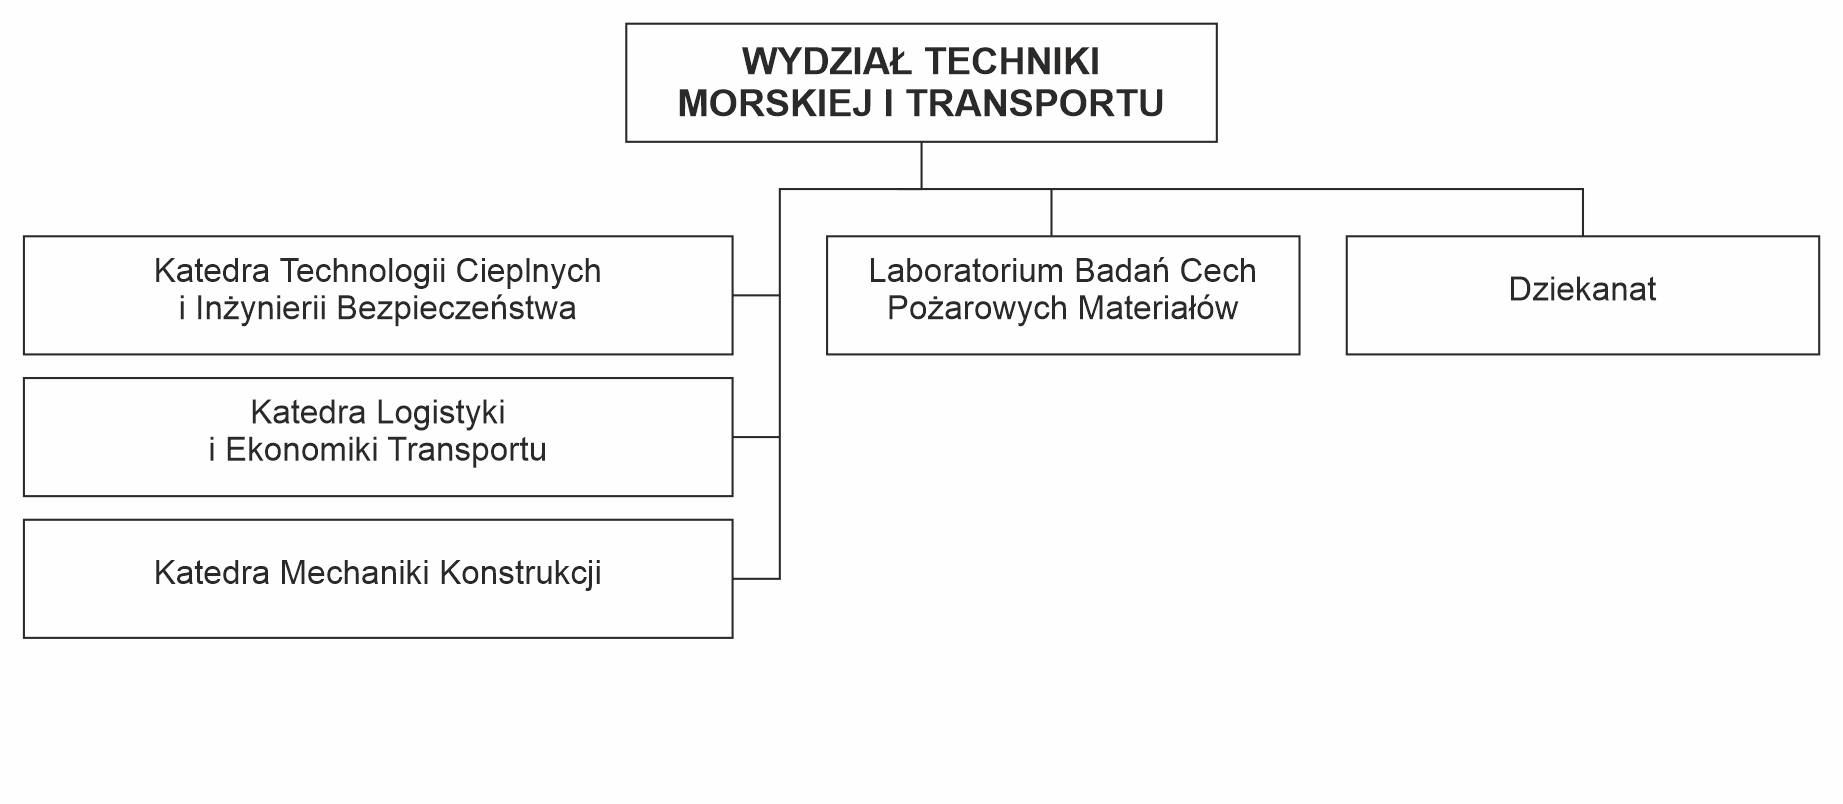 WYDZIAŁ TECHNIKI
MORSKIEJ I TRANSPORTU
Katedra Technologii Cieplnych
i Inżynierii Bezpieczeństwa
Laboratorium Badań Cech
Pożarowych Materiałów
Dziekanat
Katedra Logistyki
i Ekonomiki Transportu
Katedra Mechaniki Konstrukcji